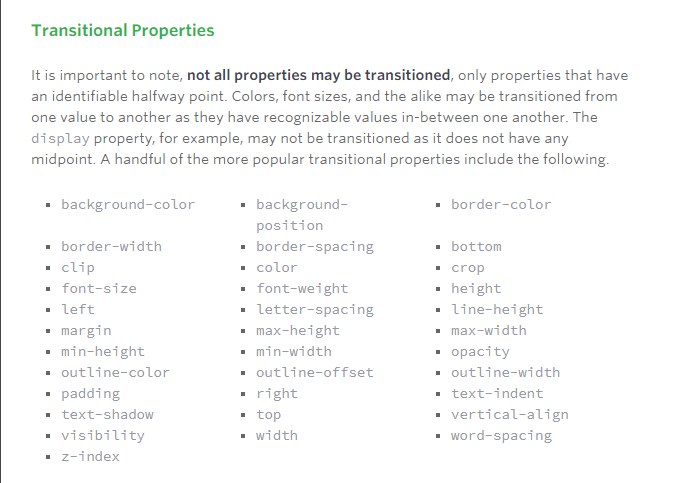 Transitional Properties
It is important to note, not all properties may be transitioned, only properties that have
an identifiable halfway point. Colors, font sizes, and the alike may be transitioned from
one value to another as they have recognizable values in-between one another. The
display property, for example, may not be transitioned as it does not have any
midpoint. A handful of the more popular transitional properties include the following.
▪ background-color ▪ background- ▪ border-color
position
▪ border-width ▪ border-spacing ▪ bottom
▪ clip ▪ color ▪ crop
▪ font-size ▪ font-weight ▪ height
▪ left ▪ letter-spacing ▪ line-height
▪ margin ▪ max-height ▪ max-width
▪ min-height ▪ min-width ▪ opacity
▪ outline-color ▪ outline-offset ▪ outline-width
▪ padding ▪ right ▪ text-indent
▪ text-shadow ▪ top ▪ vertical-align
▪ visibility ▪ width ▪ word-spacing
▪ z-index